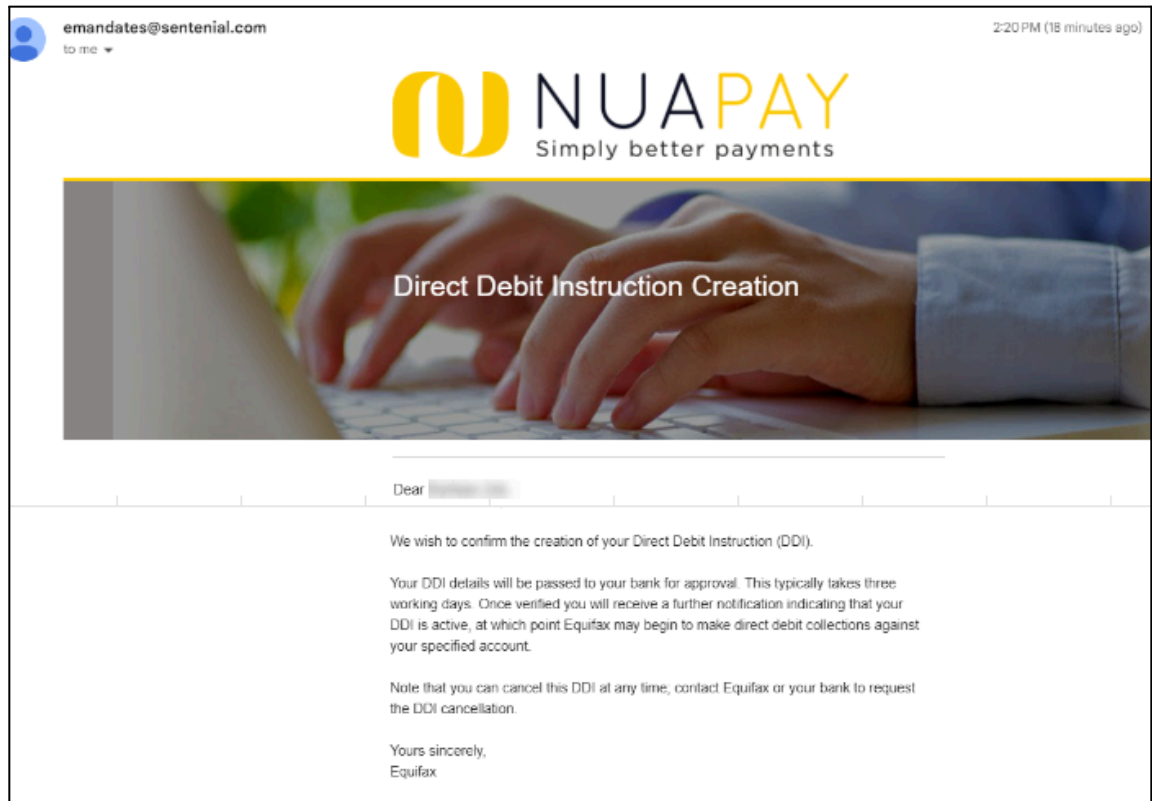 emandates@sentenial.com
2:20 PM (18 minutes ago)
to me
NUAPAY
Simply better payments
Direct Debit Instruction Creation
Dear
We wish to confirm the creation of your Direct Debit Instruction (DDI).
Your DDI details will be passed to your bank for approval. This typically takes three
working days. Once verified you will receive a further notification indicating that your
DDI is active, at which point Equifax may begin to make direct debit collections against
your specified account.
Note that you can cancel this DDI at any time; contact Equifax or your bank to request
the DDI cancellation.
Yours sincerely,
Equifax